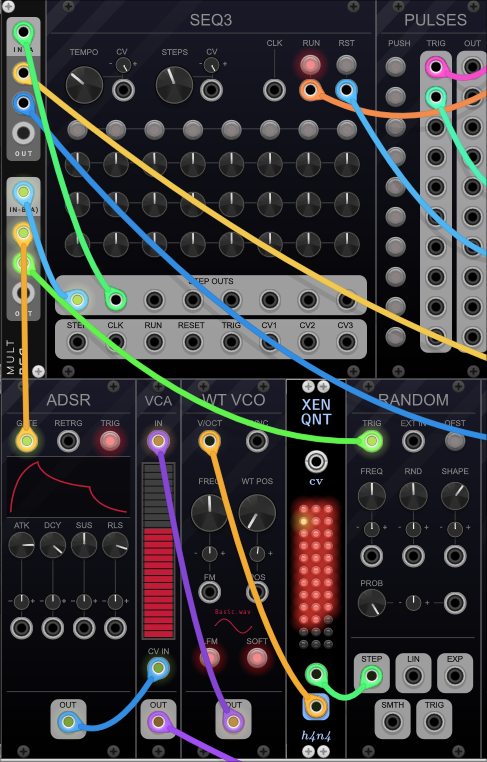 SEQ3
PULSES
TEMPO
CV
STEPS
CV
CLK
RUN
RST
PUSH
TRIG
OUT
OUT
OUT
MULT
STEP OUTS
STEP
CLK
RUN
RESET
TRIG
CV1
CV2
CV3
ADSR
GATE
RETRG
TRIG
ATK
DCY
SUS
RLS
OUT
VCA
IN
CV IN
OUT
WT VCO
V/OCT
FREQ
WT POS
FM
POS
Basic.wav
LFM
SOFT
OUT
XEN
QNT
cv
h4n4
RANDOM
TRIG
EXT IN
OFST
FREQ
RND
SHAPE
PROB
STEP
LIN
EXP
SMTH
TRIG